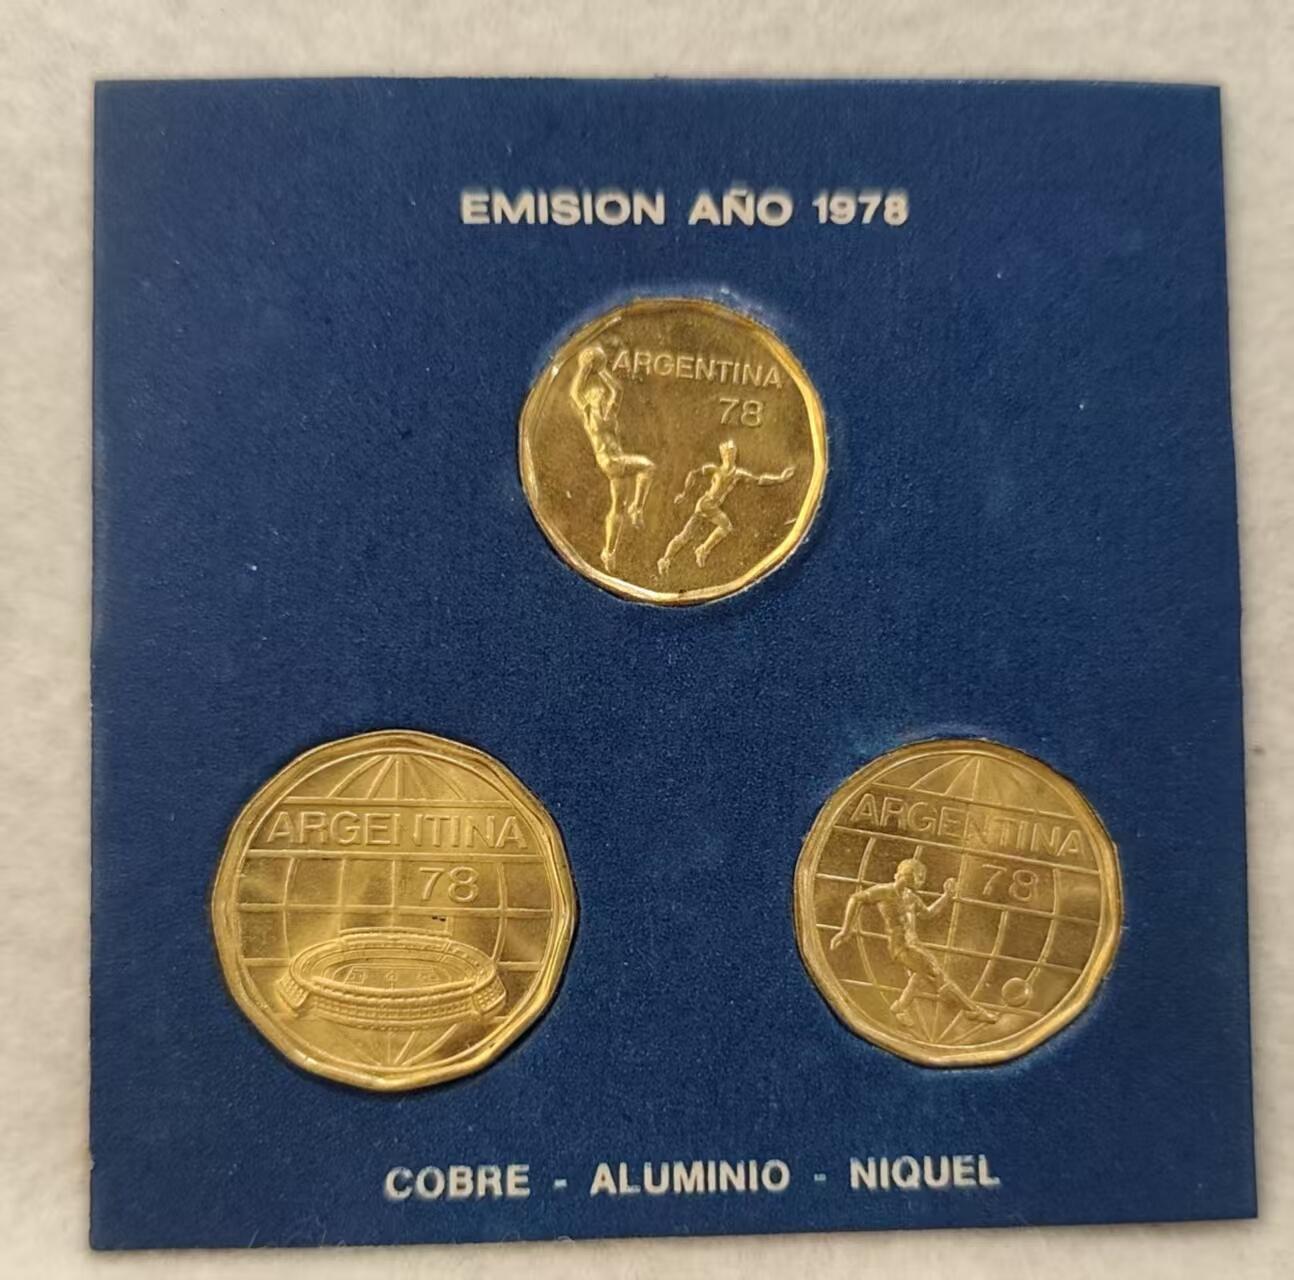 EMISION AÑO 1978
ARGENTINA
78
ARGENTINA
78
ARGENTINA
78
COBRE - ALUMINIO - NIQUEL